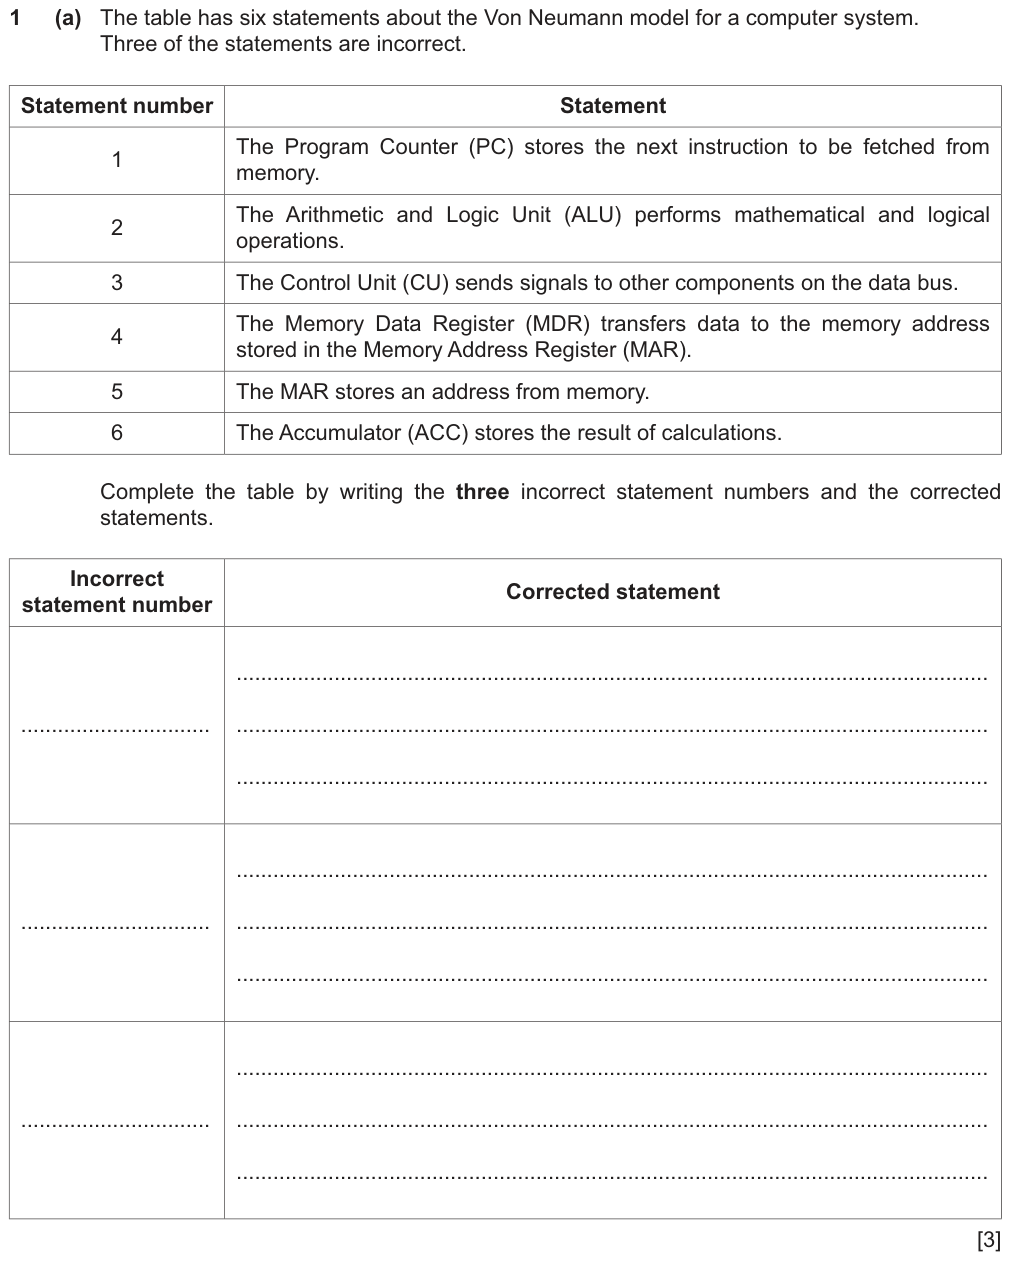 1 (a) The table has six statements about the Von Neumann model for a computer system.
Three of the statements are incorrect.
Statement number Statement
1 The Program Counter (PC) stores the next instruction to be fetched from
memory.
2 The Arithmetic and Logic Unit (ALU) performs mathematical and logical
operations.
3 The Control Unit (CU) sends signals to other components on the data bus.
4 The Memory Data Register (MDR) transfers data to the memory address
stored in the Memory Address Register (MAR).
5 The MAR stores an address from memory.
6 The Accumulator (ACC) stores the result of calculations.
Complete the table by writing the three incorrect statement numbers and the corrected
statements.
Incorrect
statement number Corrected statement
[3]